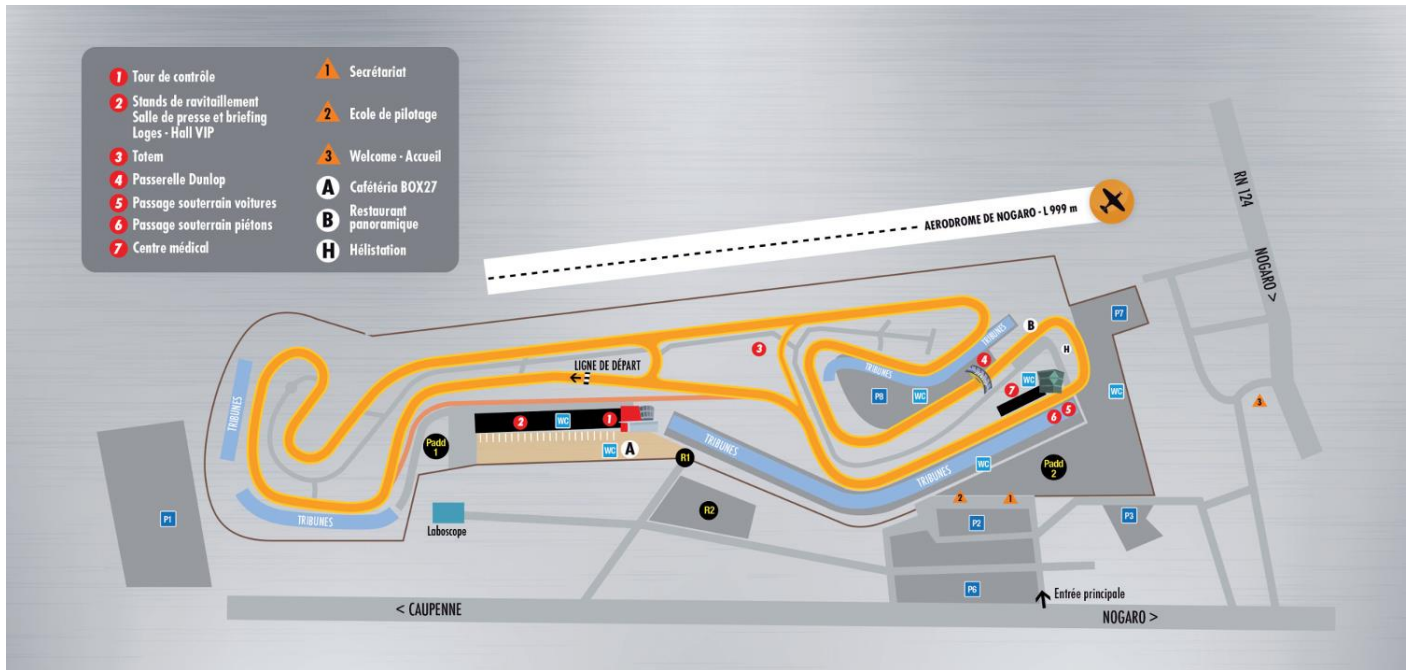 1 Tour de contrôle
2 Stands de ravitaillement
Salle de presse et briefing
Loges - Hall VIP
3 Totem
4 Passerelle Dunlop
5 Passage souterrain voitures
6 Passage souterrain piétons
7 Centre médical
1 Secrétariat
2 Ecole de pilotage
3 Welcome - Accueil
A Cafétéria BOX27
B Restaurant
panoramique
H Hélistation
AERODROME DE NOGARO - L 999 m
RN 124
NOGARO >
P7
B
TRIBUNES
4
H
3
LIGNE DE DÉPART
TRIBUNES
7
WC
P8
WC
WC
TRIBUNES
3
6
5
2
WC
1
Padd
1
WC
A
R1
TRIBUNES
TRIBUNES
WC
Padd
2
2
1
TRIBUNES
P1
Laboscope
R2
P2
P3
P6
Entrée principale
< CAUPENNE
NOGARO >